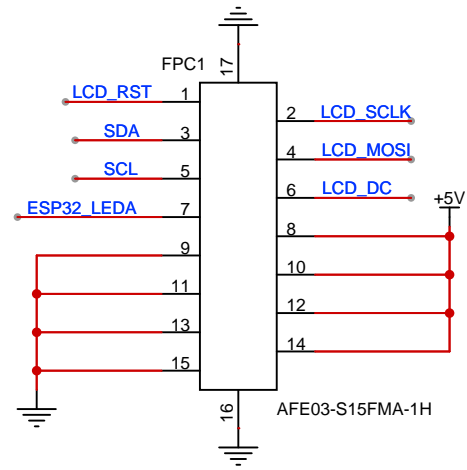 FPC1
17
LCD_RST 1
2 LCD_SCLK
SDA 3
4 LCD_MOSI
SCL 5
6 LCD_DC
+5V
ESP32_LEDA 7
8
9
10
11
12
13
14
15
16
AFE03-S15FMA-1H